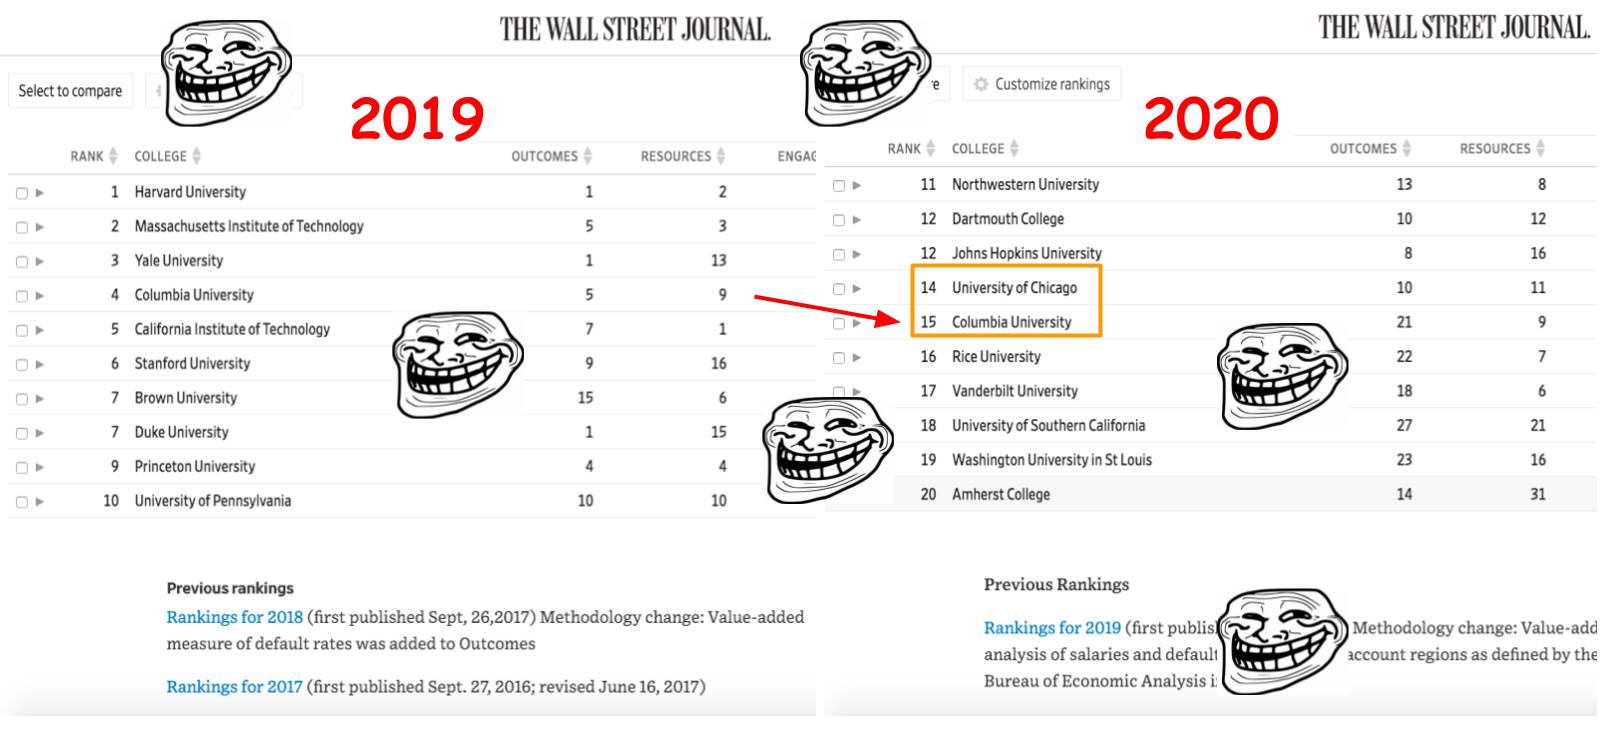 THE WALL STREET JOURNAL.
Select to compare
2019
RANK COLLEGE OUTCOMES RESOURCES ENGAG
1 Harvard University 1 2
2 Massachusetts Institute of Technology 5 3
3 Yale University 1 13
4 Columbia University 5 9
5 California Institute of Technology 7 1
6 Stanford University 9 16
7 Brown University 15 6
7 Duke University 1 15
9 Princeton University 4 4
10 University of Pennsylvania 10 10
Previous rankings
Rankings for 2018 (first published Sept, 26,2017) Methodology change: Value-added
measure of default rates was added to Outcomes
Rankings for 2017 (first published Sept. 27, 2016; revised June 16, 2017)
THE WALL STREET JOURNAL.
re Customize rankings
2020
RANK COLLEGE OUTCOMES RESOURCES
11 Northwestern University 13 8
12 Dartmouth College 10 12
12 Johns Hopkins University 8 16
14 University of Chicago 10 11
15 Columbia University 21 9
16 Rice University 22 7
17 Vanderbilt University 18 6
18 University of Southern California 27 21
19 Washington University in St Louis 23 16
20 Amherst College 14 31
Previous Rankings
Rankings for 2019 (first publis Methodology change: Value-add
analysis of salaries and default account regions as defined by the
Bureau of Economic Analysis i